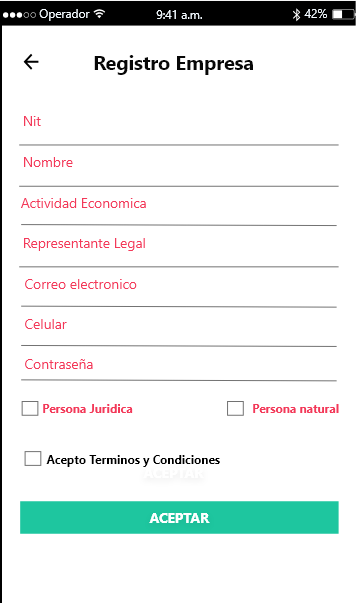 Operador 9:41 a.m. 42%
Registro Empresa
Nit
Nombre
Actividad Economica
Representante Legal
Correo electronico
Celular
Contraseña
Persona Juridica Persona natural
Acepto Terminos y Condiciones
ACEPTAR
ACEPTAR